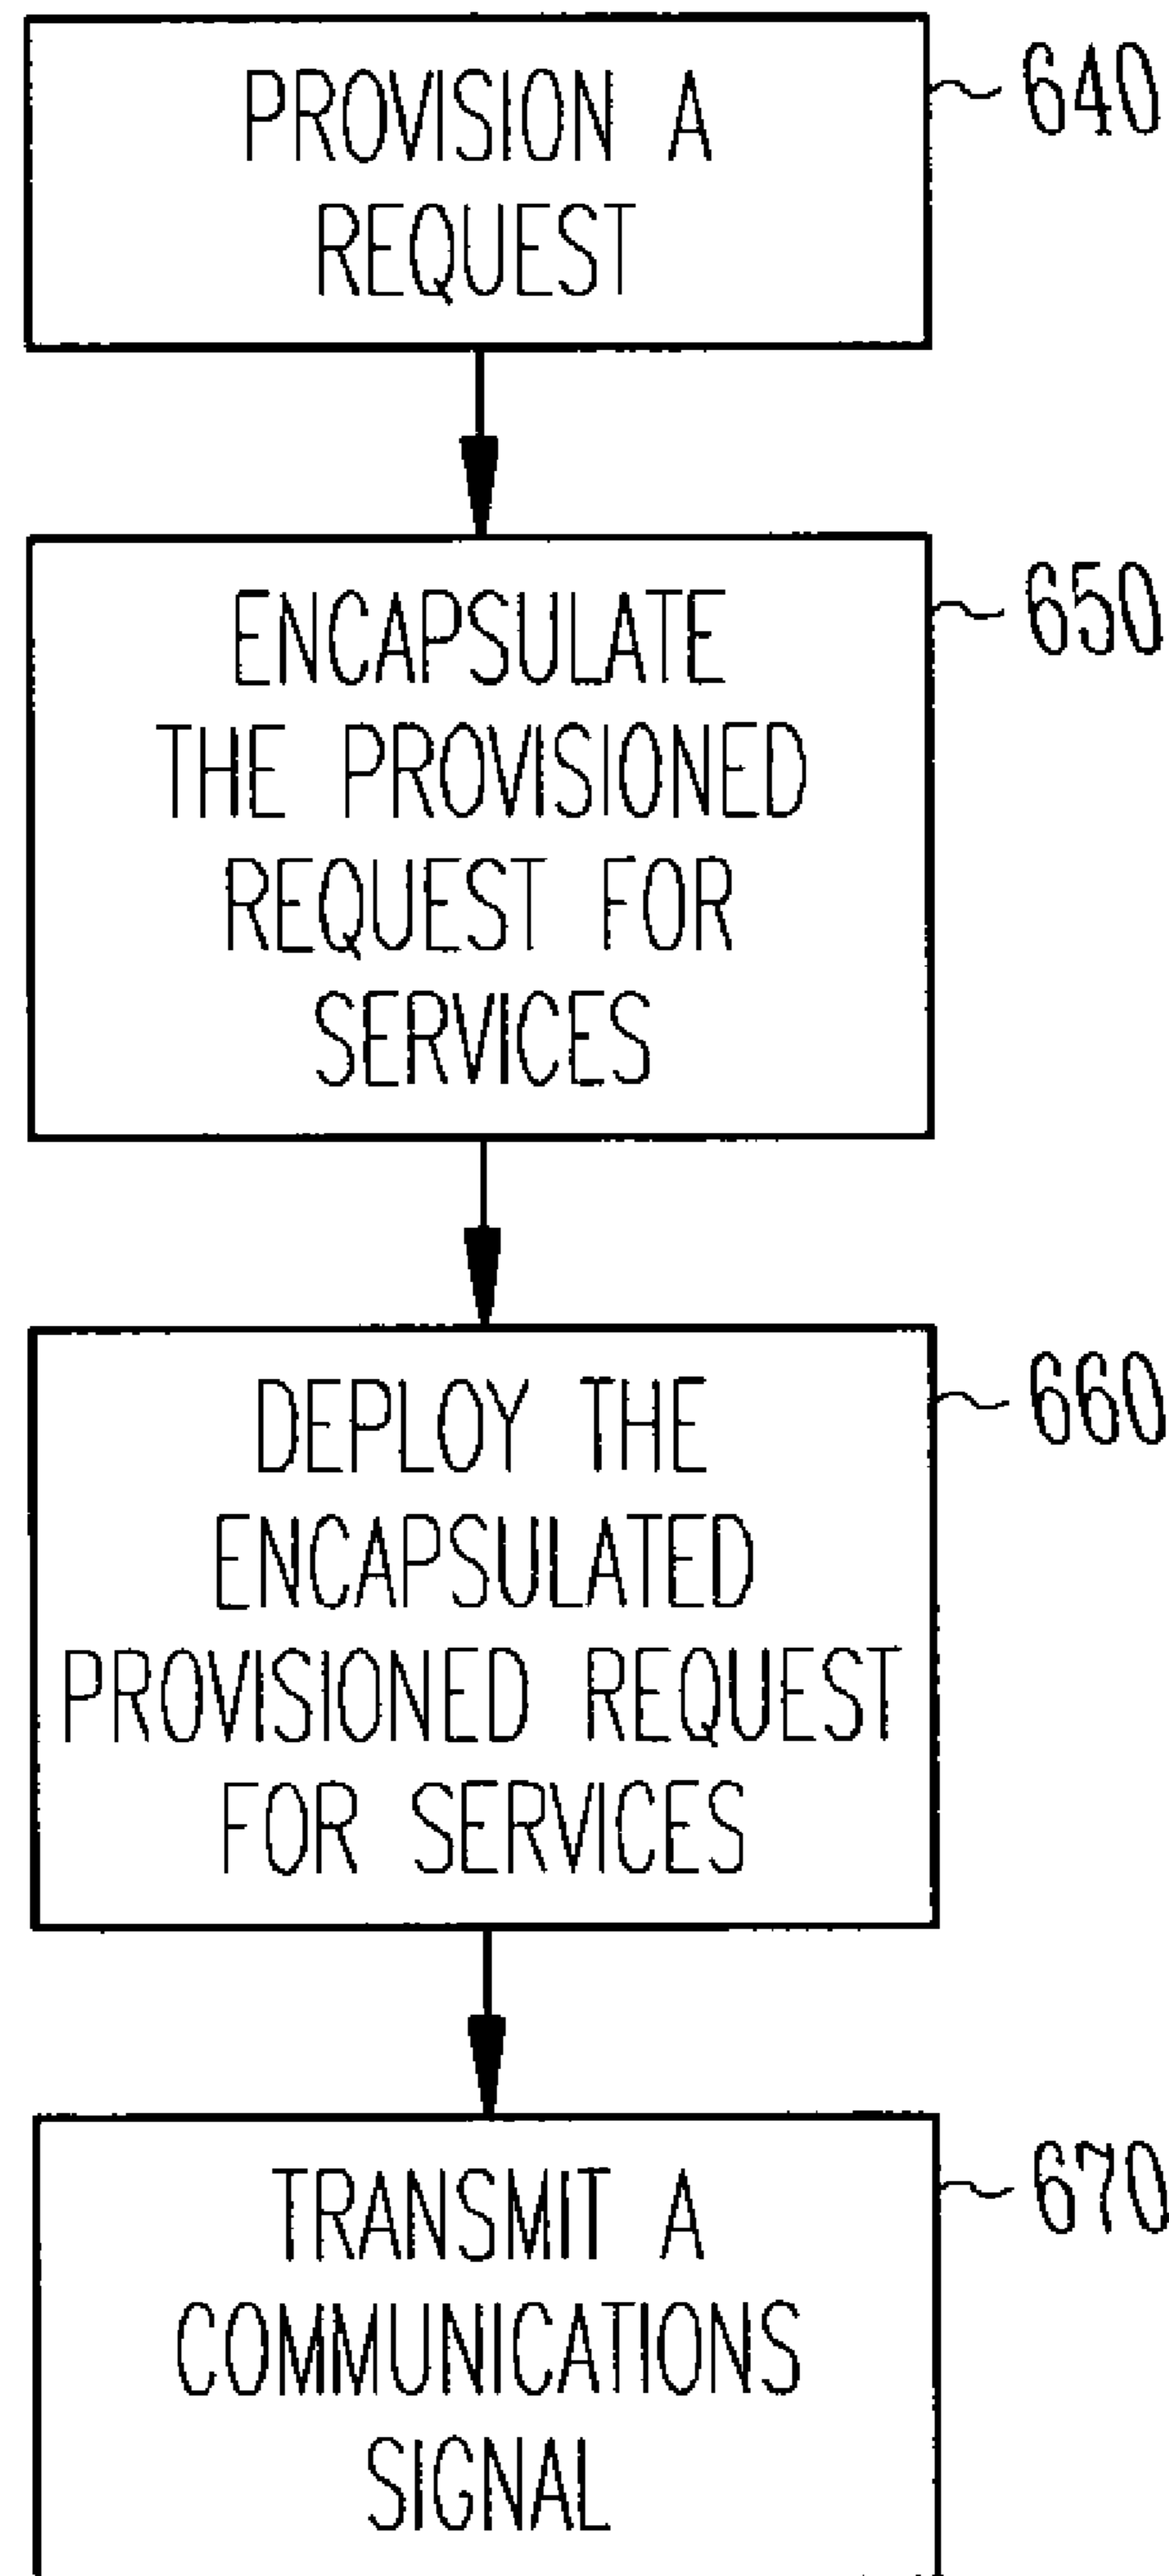 PROVISION A
REQUEST
640
ENCAPSULATE
THE PROVISIONED
REQUEST FOR
SERVICES
650
DEPLOY THE
ENCAPSULATED
PROVISIONED REQUEST
FOR SERVICES
660
TRANSMIT A
COMMUNICATIONS
SIGNAL
670